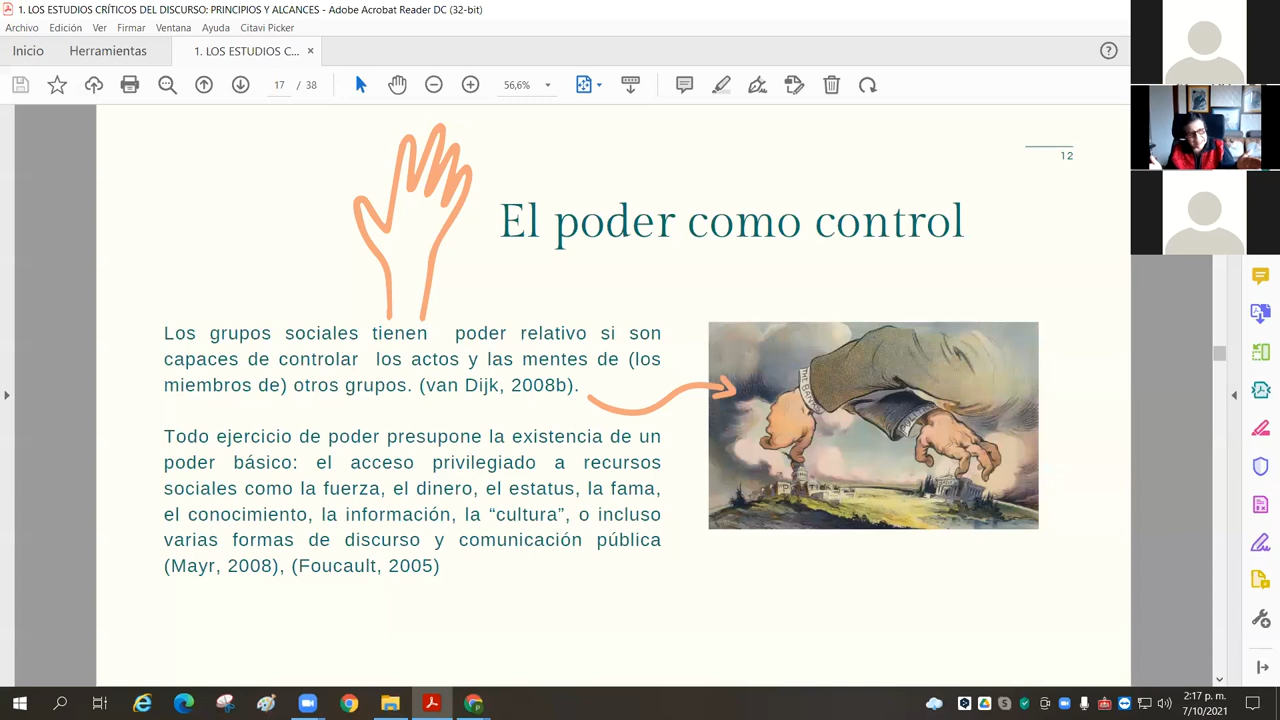 1. LOS ESTUDIOS CRÍTICOS DEL DISCURSO: PRINCIPIOS Y ALCANCES - Adobe Acrobat Reader DC (32-bit)
Archivo Edición Ver Firmar Ventana Ayuda Citavi Picker
Inicio Herramientas 1. LOS ESTUDIOS C... ×
17 / 38 56,6%
12
El poder como control
Los grupos sociales tienen poder relativo si son
capaces de controlar los actos y las mentes de (los
miembros de) otros grupos. (van Dijk, 2008b).
THE BANKS
Todo ejercicio de poder presupone la existencia de un
poder básico: el acceso privilegiado a recursos
sociales como la fuerza, el dinero, el estatus, la fama,
el conocimiento, la información, la “cultura”, o incluso
varias formas de discurso y comunicación pública
(Mayr, 2008), (Foucault, 2005)
2:17 p. m.
7/10/2021